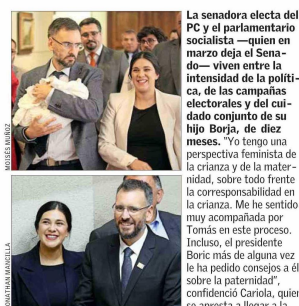 La senadora electa del
PC y el parlamentario
socialista —quien en
marzo deja el Sena-
do— viven entre la
intensidad de la políti-
ca, de las campañas
electorales y del cui-
dado conjunto de su
hijo Borja, de diez
meses. "Yo tengo una
perspectiva feminista de
la crianza y de la mater-
nidad, sobre todo frente
la corresponsabilidad en
la crianza. Me he sentido
muy acompañada por
Tomás en este proceso.
Incluso, el presidente
Boric más de alguna vez
le ha pedido consejos a él
sobre la paternidad",
confidenció Cariola, quien
se apresta a llegar a la
MOISÉS MUÑOZ
JONATHAN MANCILLA